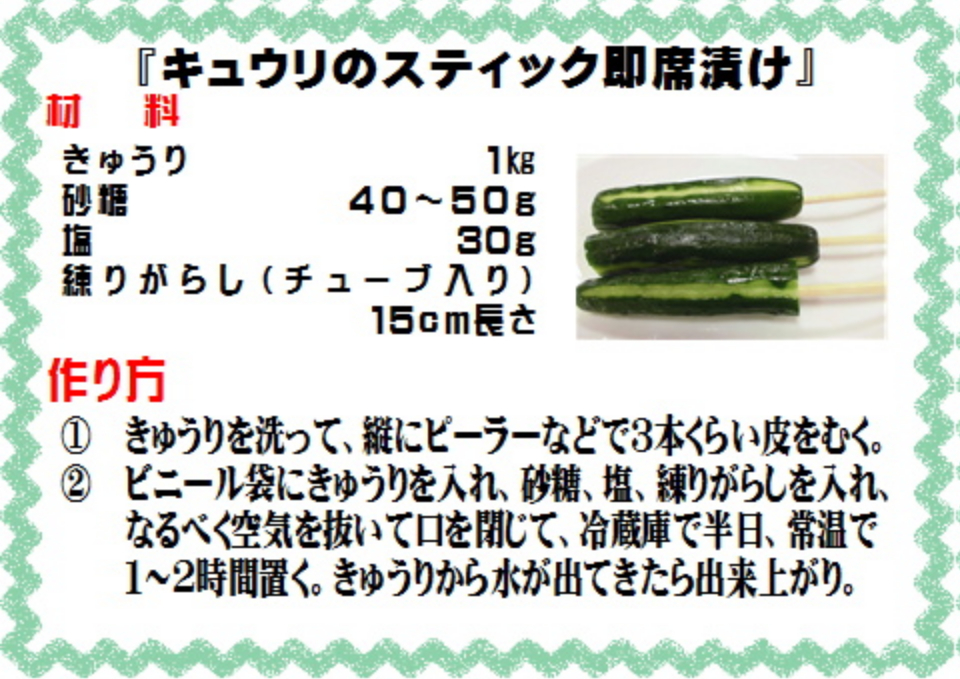 『キュウリのスティック即席漬け』
材　料
きゅうり　1㎏
砂糖　40～50g
塩　30g
練りがらし(チューブ入り)
15cm長さ
作り方
①　きゅうりを洗って、縦にピーラーなどで3本くらい皮をむく。
②　ビニール袋にきゅうりを入れ、砂糖、塩、練りがらしを入れ、
なるべく空気を抜いて口を閉じて、冷蔵庫で半日、常温で
1～2時間置く。きゅうりから水が出てきたら出来上がり。